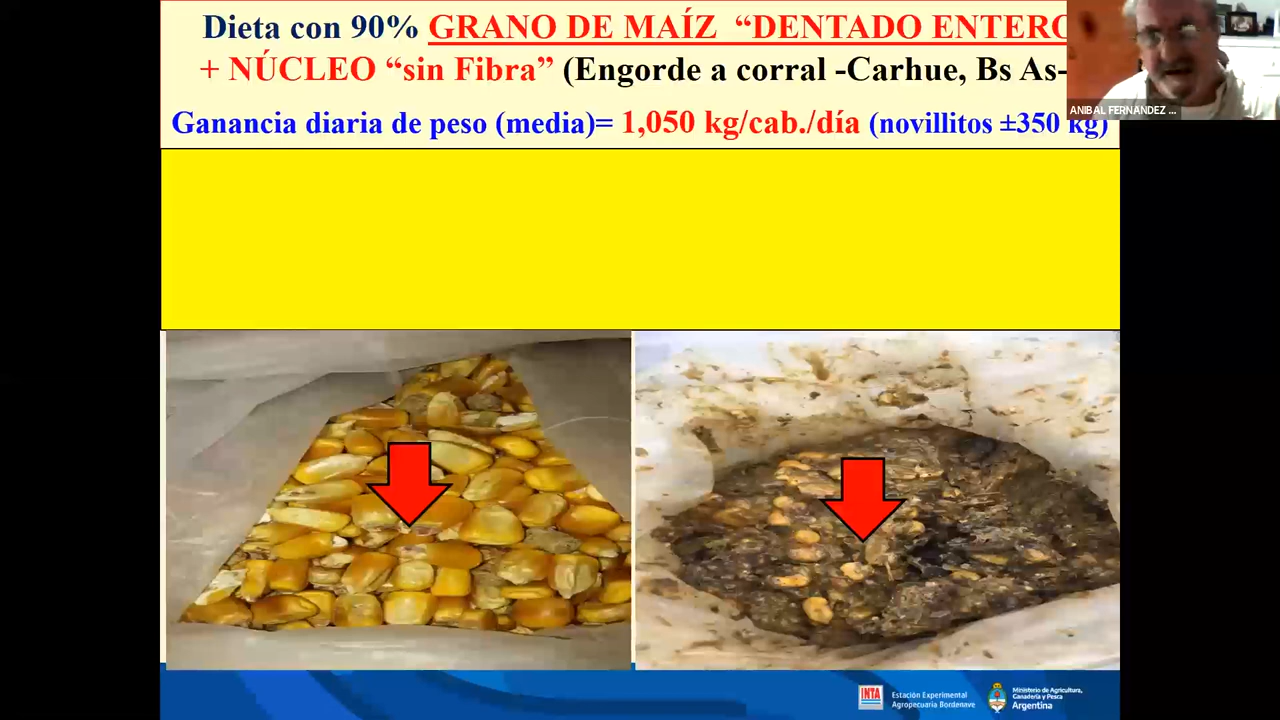 Dieta con 90% GRANO DE MAÍZ “DENTADO ENTERO
+ NÚCLEO “sin Fibra” (Engorde a corral -Carhue, Bs As-
Ganancia diaria de peso (media)= 1,050 kg/cab./día (novillitos ±350 kg)
ANIBAL FERNANDEZ ...
INTA
Estación Experimental
Agropecuaria Bordenave
Ministerio de Agricultura,
Ganadería y Pesca
Argentina